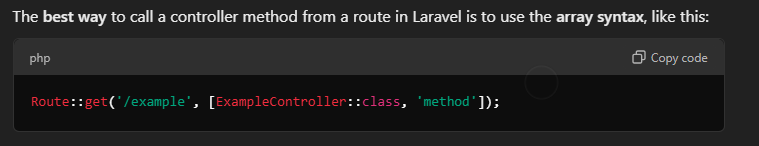 The best way to call a controller method from a route in Laravel is to use the array syntax, like this:
php
Copy code
Route::get('/example', [ExampleController::class, 'method']);